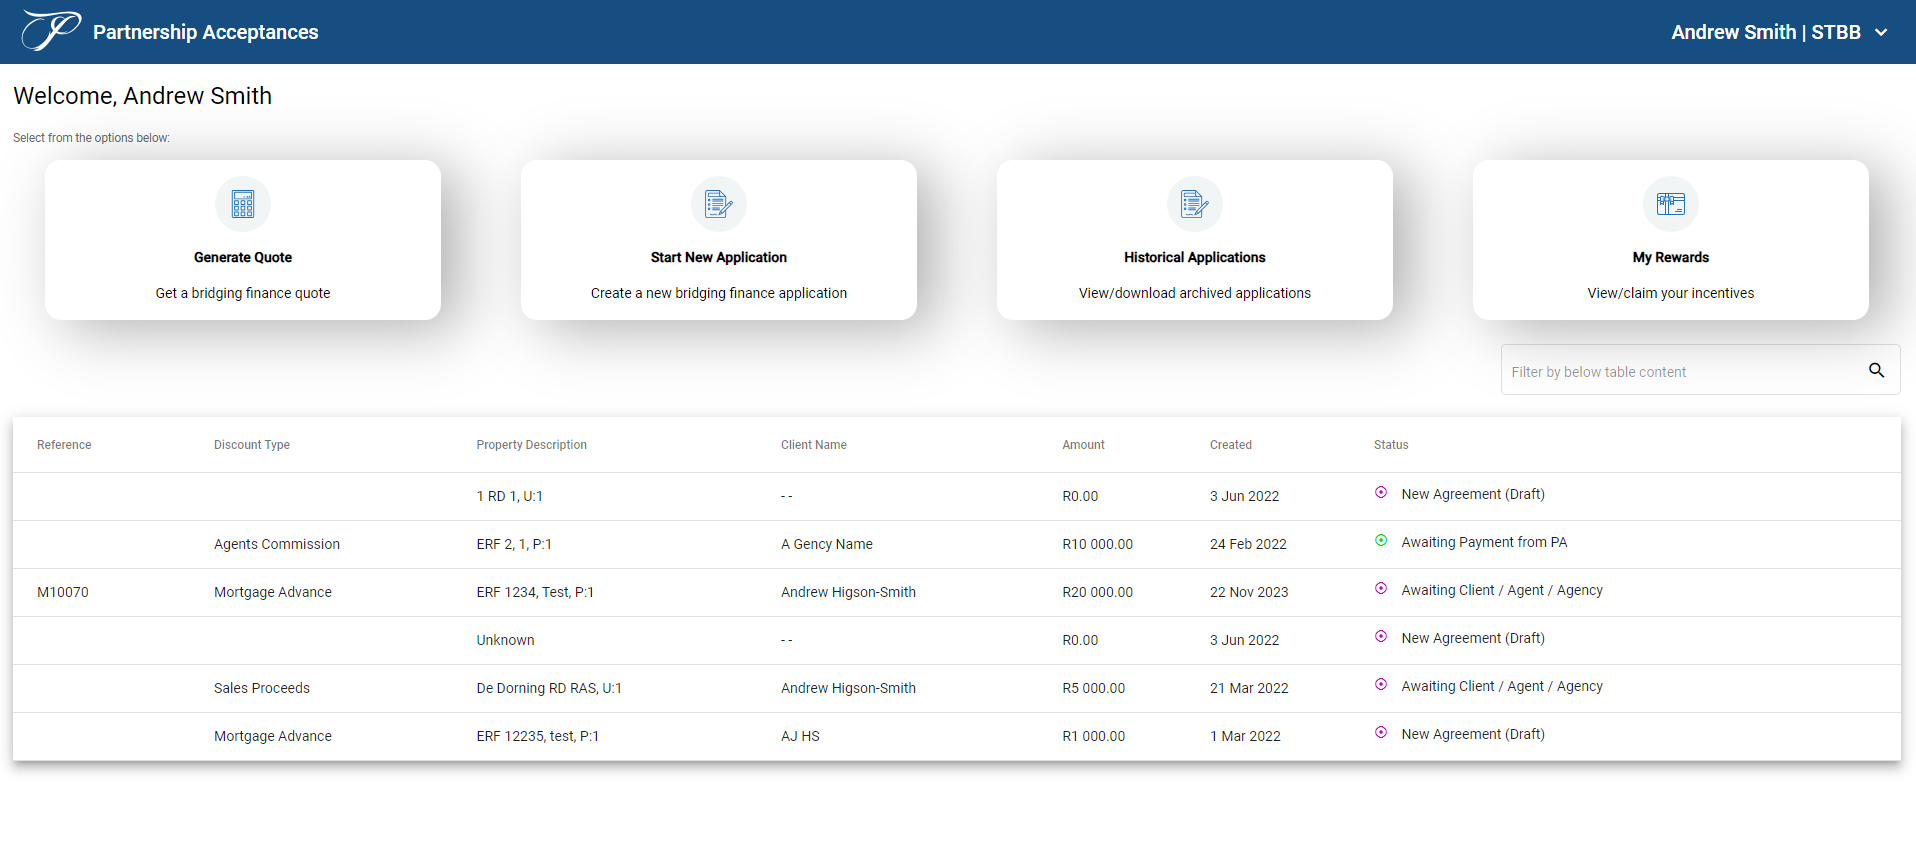 Partnership Acceptances
Andrew Smith | STBB
Welcome, Andrew Smith
Select from the options below:
Generate Quote
Get a bridging finance quote
Start New Application
Create a new bridging finance application
Historical Applications
View/download archived applications
My Rewards
View/claim your incentives
Filter by below table content
Reference Discount Type Property Description Client Name Amount Created Status
1 RD 1, U:1 - - R0.00 3 Jun 2022 New Agreement (Draft)
Agents Commission ERF 2, 1, P:1 A Gency Name R10 000.00 24 Feb 2022 Awaiting Payment from PA
M10070 Mortgage Advance ERF 1234, Test, P:1 Andrew Higson-Smith R20 000.00 22 Nov 2023 Awaiting Client / Agent / Agency
Unknown - - R0.00 3 Jun 2022 New Agreement (Draft)
Sales Proceeds De Dorning RD RAS, U:1 Andrew Higson-Smith R5 000.00 21 Mar 2022 Awaiting Client / Agent / Agency
Mortgage Advance ERF 12235, test, P:1 AJ HS R1 000.00 1 Mar 2022 New Agreement (Draft)